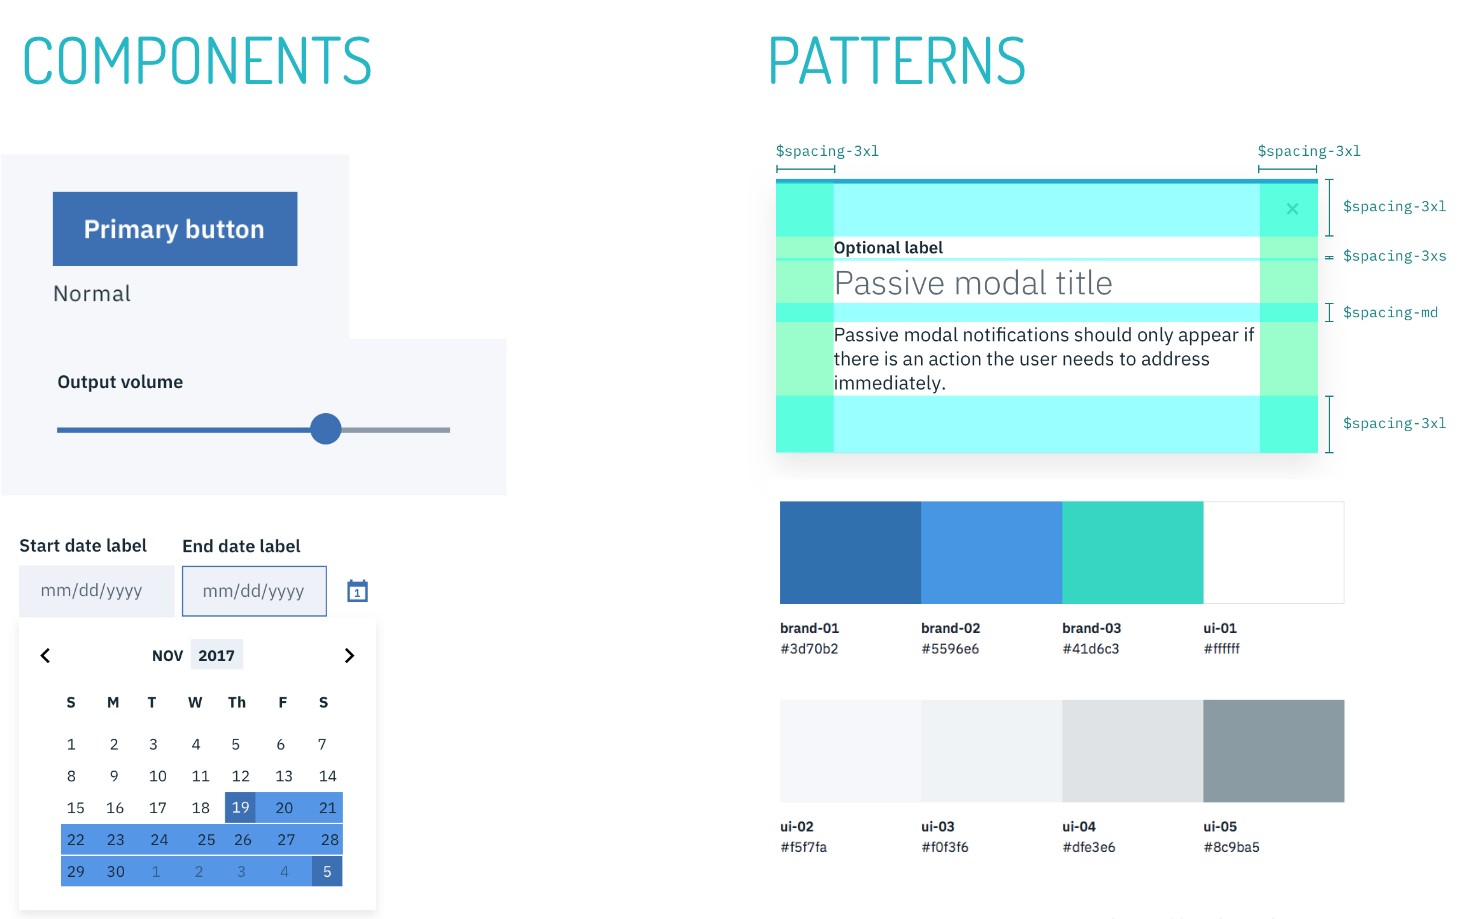 COMPONENTS
Primary button
Normal
Output volume
Start date label End date label
mm/dd/yyyy mm/dd/yyyy 1
NOV 2017
S M T W Th F S
1 2 3 4 5 6 7
8 9 10 11 12 13 14
15 16 17 18 19 20 21
22 23 24 25 26 27 28
29 30 1 2 3 4 5
PATTERNS
$spacing-3xl $spacing-3xl
$spacing-3xl
Optional label
$spacing-3xs
Passive modal title
$spacing-md
Passive modal notifications should only appear if
there is an action the user needs to address
immediately.
$spacing-3xl
brand-01 brand-02 brand-03 ui-01
#3d70b2 #5596e6 #41d6c3 #ffffff
ui-02 ui-03 ui-04 ui-05
#f5f7fa #f0f3f6 #dfe3e6 #8c9ba5